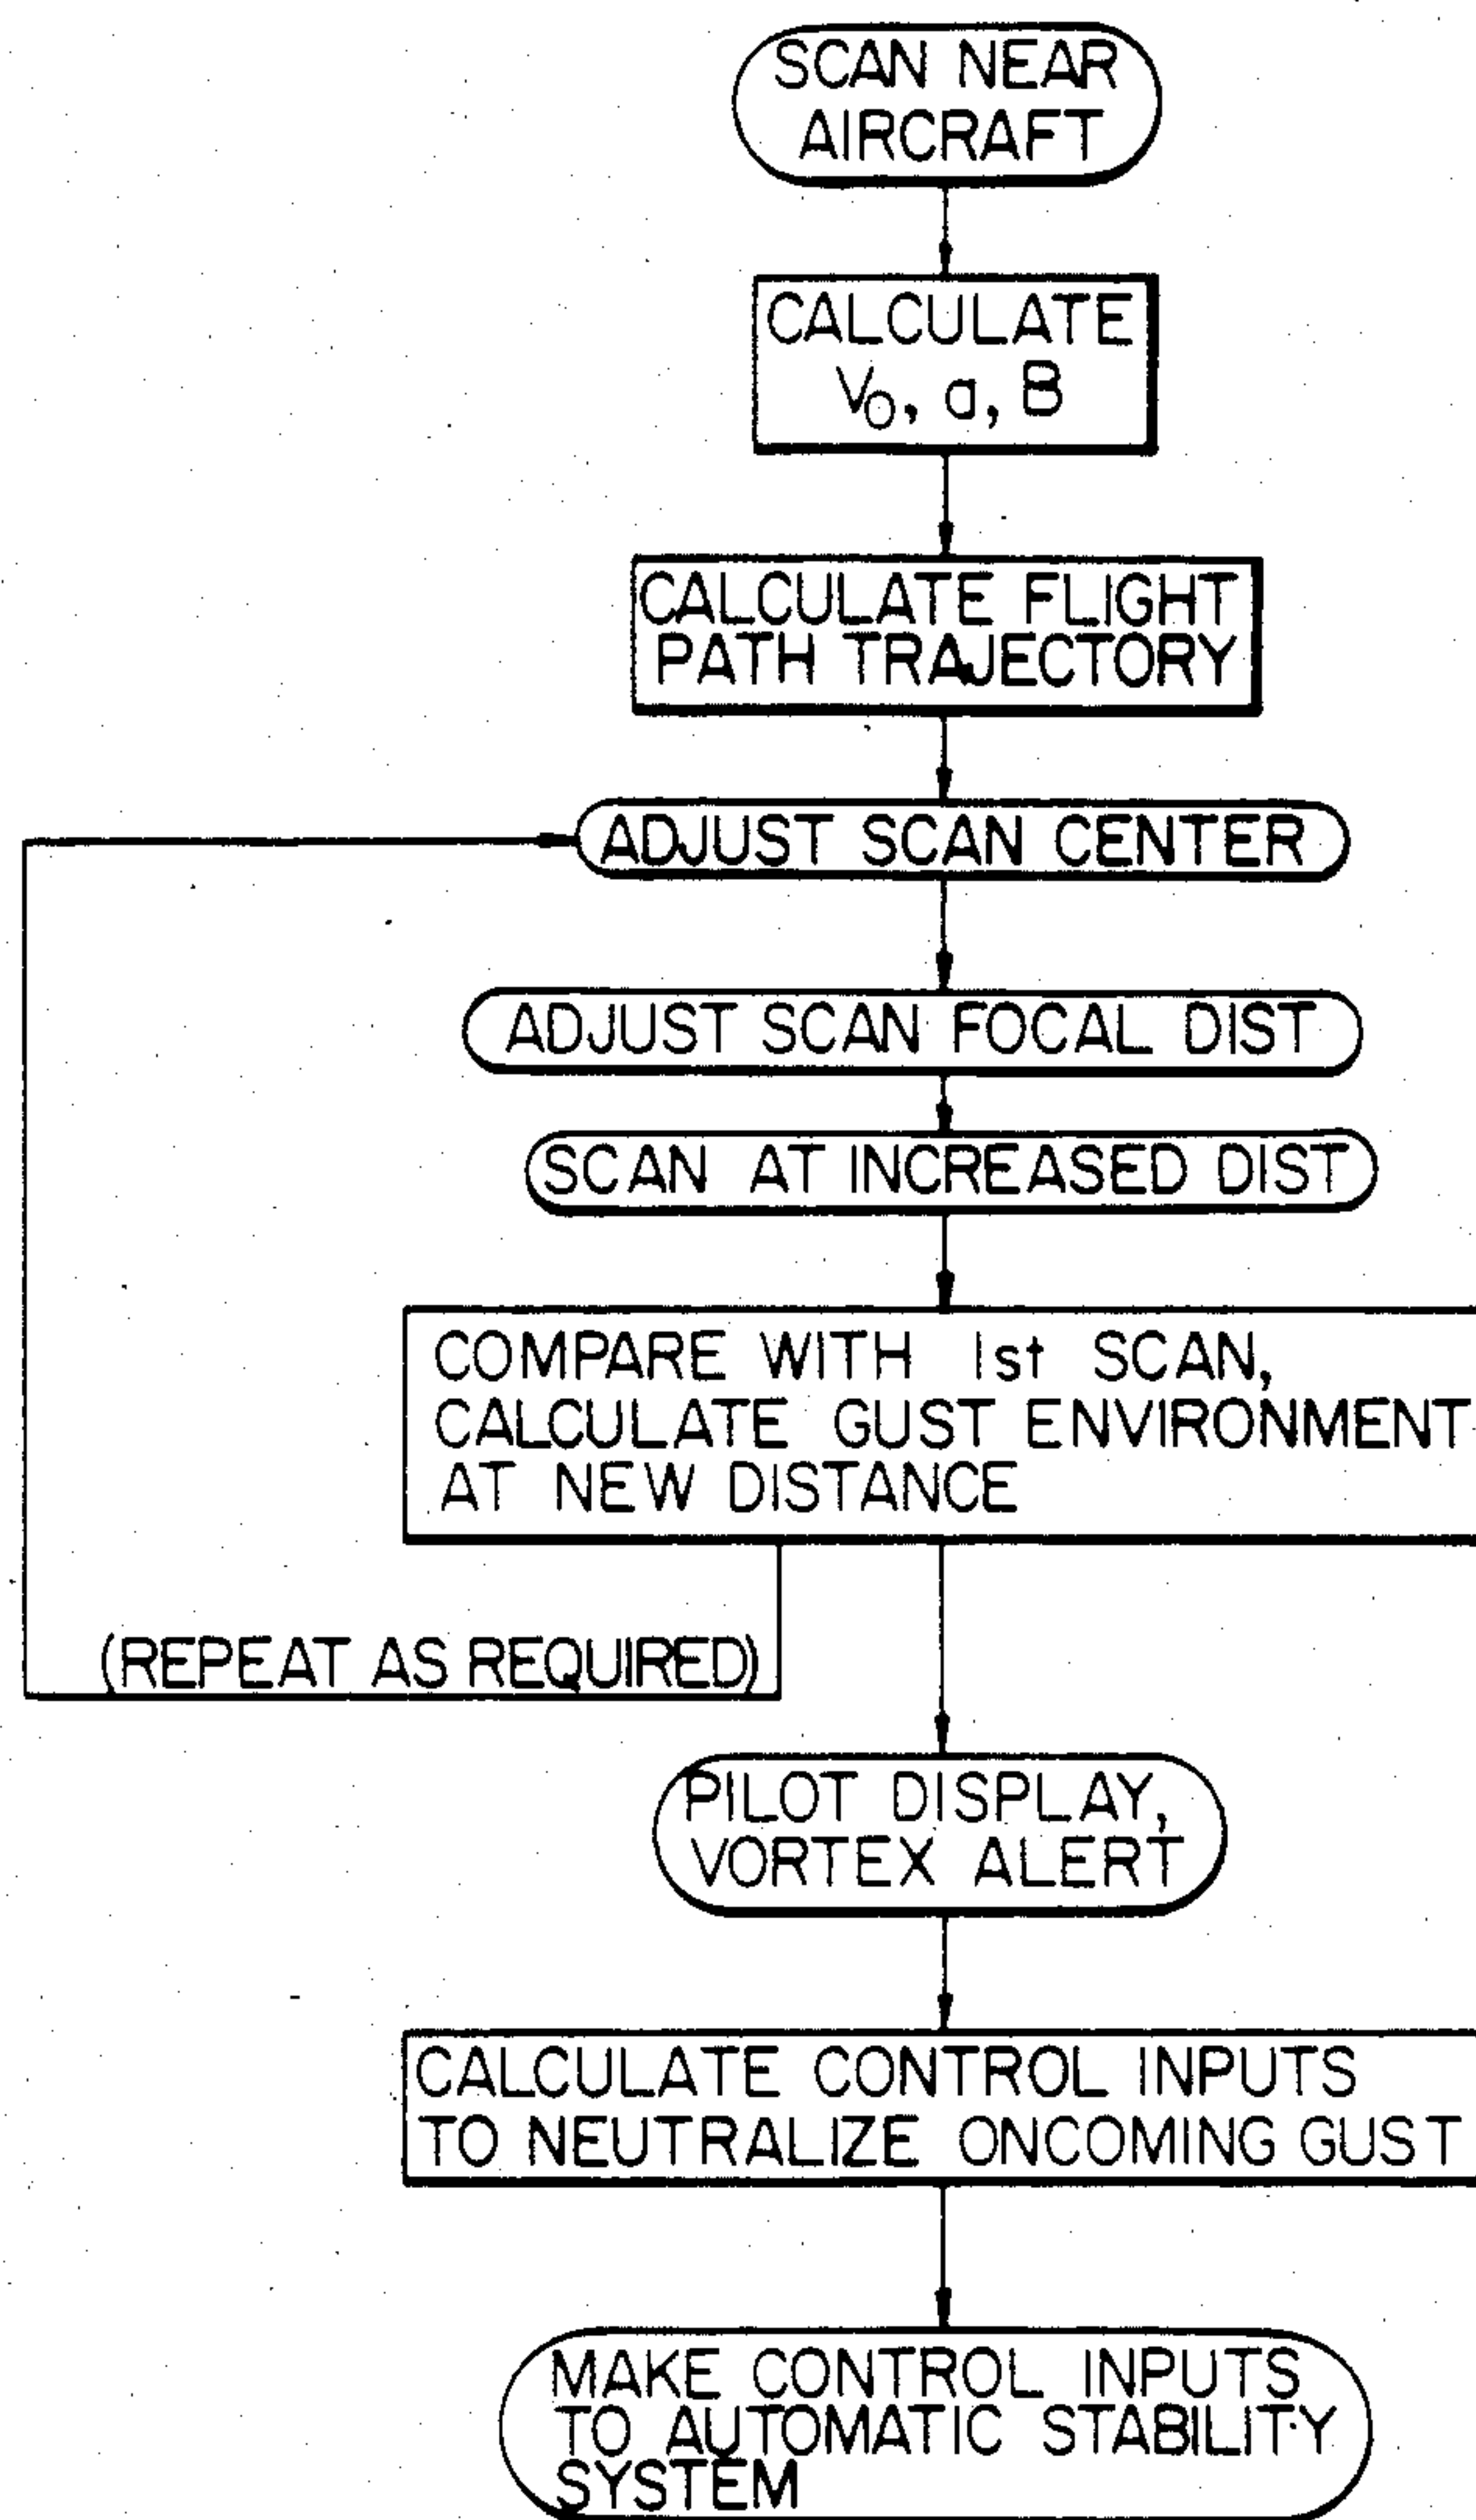 SCAN NEAR
AIRCRAFT
CALCULATE
V₀, a, B
CALCULATE FLIGHT
PATH TRAJECTORY
ADJUST SCAN CENTER
ADJUST SCAN FOCAL DIST
SCAN AT INCREASED DIST
COMPARE WITH 1st SCAN,
CALCULATE GUST ENVIRONMENT
AT NEW DISTANCE
(REPEAT AS REQUIRED)
PILOT DISPLAY,
VORTEX ALERT
CALCULATE CONTROL INPUTS
TO NEUTRALIZE ONCOMING GUST
MAKE CONTROL INPUTS
TO AUTOMATIC STABILITY
SYSTEM